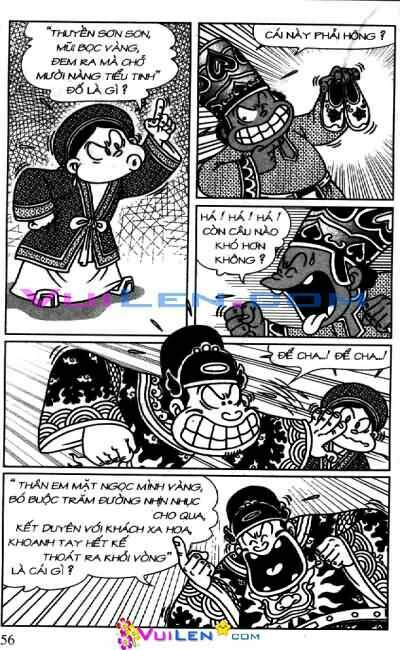 "THUYỀN SƠN SON,
MŨI BỌC VÀNG,
ĐEM RA MÀ CHỞ
MƯỜI NÀNG TIỂU TINH"
ĐỐ LÀ GÌ?
CÁI NÀY PHẢI HÔNG?
HÁ! HÁ! HẢ!
CÒN CÂU NÀO
KHÓ HƠN
KHÔNG?
VUILEN.COM
ĐỂ CHA..! ĐỂ CHA..!
"THÂN EM MẶT NGỌC MÌNH VÀNG,
BÓ BUỘC TRĂM ĐƯỜNG NHỊN NHỤC
CHO QUA,
KẾT DUYÊN VỚI KHÁCH XA HOA,
KHOANH TAY HẾT KẾ
THOÁT RA KHỎI VÒNG"
LÀ CÁI GÌ?
56
VUILEN.COM